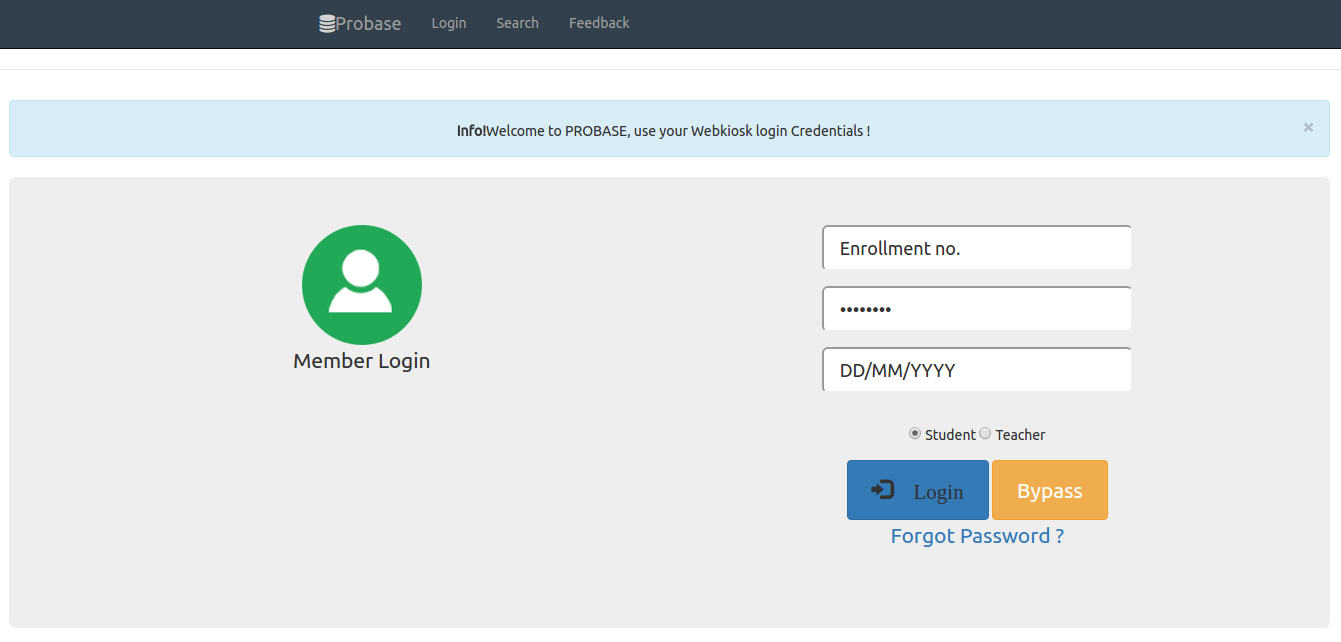 Probase Login Search Feedback
Info!Welcome to PROBASE, use your Webkiosk login Credentials !
×
Member Login
Enrollment no.
••••••••
DD/MM/YYYY
Student Teacher
Login Bypass
Forgot Password ?